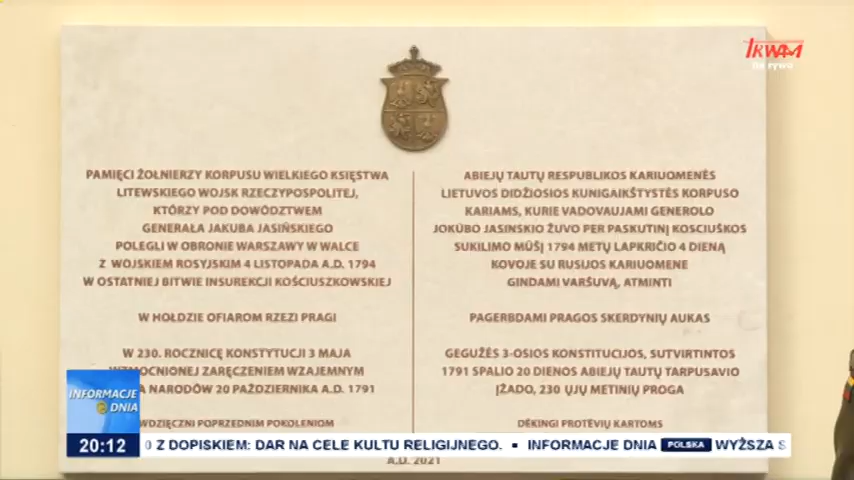 TRWAM
Na żywo
PAMIĘCI ŻOŁNIERZY KORPUSU WIELKIEGO KSIĘSTWA
LITEWSKIEGO WOJSK RZECZYPOSPOLITEJ,
KTÓRZY POD DOWÓDZTWEM
GENERAŁA JAKUBA JASIŃSKIEGO
POLEGLI W OBRONIE WARSZAWY W WALCE
Z WOJSKIEM ROSYJSKIM 4 LISTOPADA A.D. 1794
W OSTATNIEJ BITWIE INSUREKCJI KOŚCIUSZKOWSKIEJ
W HOŁDZIE OFIAROM RZEZI PRAGI
W 230. ROCZNICĘ KONSTYTUCJI 3 MAJA
WZMOCNIONEJ ZARĘCZENIEM WZAJEMNYM
NARODÓW 20 PAŹDZIERNIKA A.D. 1791
WDZIĘCZNI POPRZEDNIM POKOLENIOM
ABIEJŲ TAUTŲ RESPUBLIKOS KARIUOMENĖS
LIETUVOS DIDŽIOSIOS KUNIGAIKŠTYSTĖS KORPUSO
KARIAMS, KURIE VADOVAUJAMI GENEROLO
JOKŪBO JASINSKIO ŽUVO PER PASKUTINĮ KOSCIUŠKOS
SUKILIMO MŪŠĮ 1794 METŲ LAPKRIČIO 4 DIENĄ
KOVOJE SU RUSIJOS KARIUOMENE
GINDAMI VARŠUVĄ, ATMINTI
PAGERBDAMI PRAGOS SKERDYNIŲ AUKAS
GEGUŽĖS 3-OSIOS KONSTITUCIJOS, SUTVIRTINTOS
1791 SPALIO 20 DIENOS ABIEJŲ TAUTŲ TARPUSAVIO
ĮŽADO, 230 ŲJŲ METINIŲ PROGA
DĖKINGI PROTĖVIŲ KARTOMS
A.D. 2021
INFORMACJE
DNIA
20:12
Z DOPISKIEM: DAR NA CELE KULTU RELIGIJNEGO. ▪ INFORMACJE DNIA POLSKA WYŻSZA